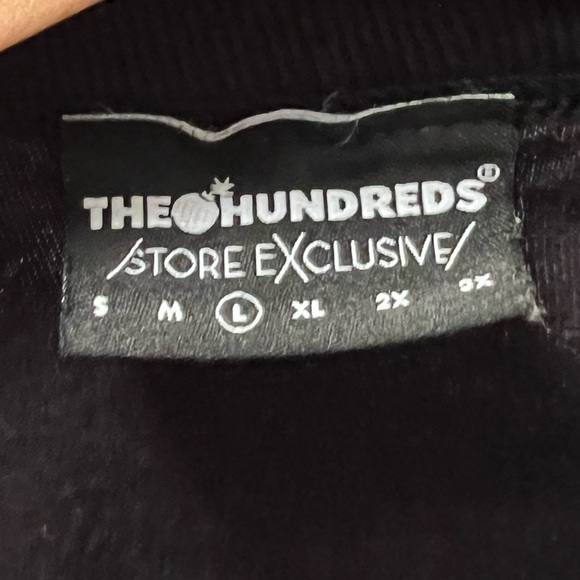 THE HUNDREDS ®
/STORE EXCLUSIVE/
S M L XL 2X 3X